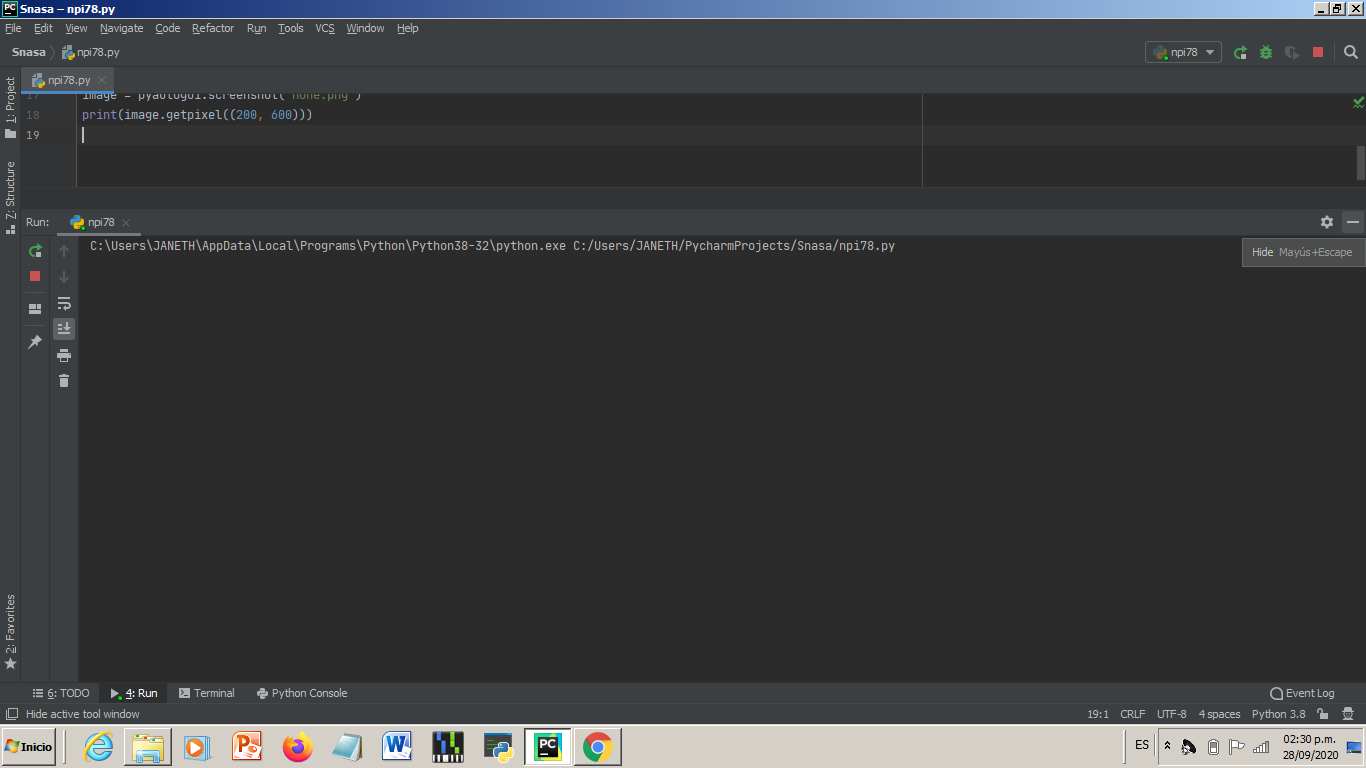 Snasa – npi78.py
File Edit View Navigate Code Refactor Run Tools VCS Window Help
Snasa npi78.py
npi78
npi78.py
1: Project
Z: Structure
2: Favorites
17 image = pyautogui.screenshot("none.png")
18 print(image.getpixel((200, 600)))
19
Run: npi78
C:\Users\JANETH\AppData\Local\Programs\Python\Python38-32\python.exe C:/Users/JANETH/PycharmProjects/Snasa/npi78.py
Hide Mayús+Escape
6: TODO 4: Run Terminal Python Console Event Log
Hide active tool window 19:1 CRLF UTF-8 4 spaces Python 3.8
Inicio ES 02:30 p.m.
28/09/2020